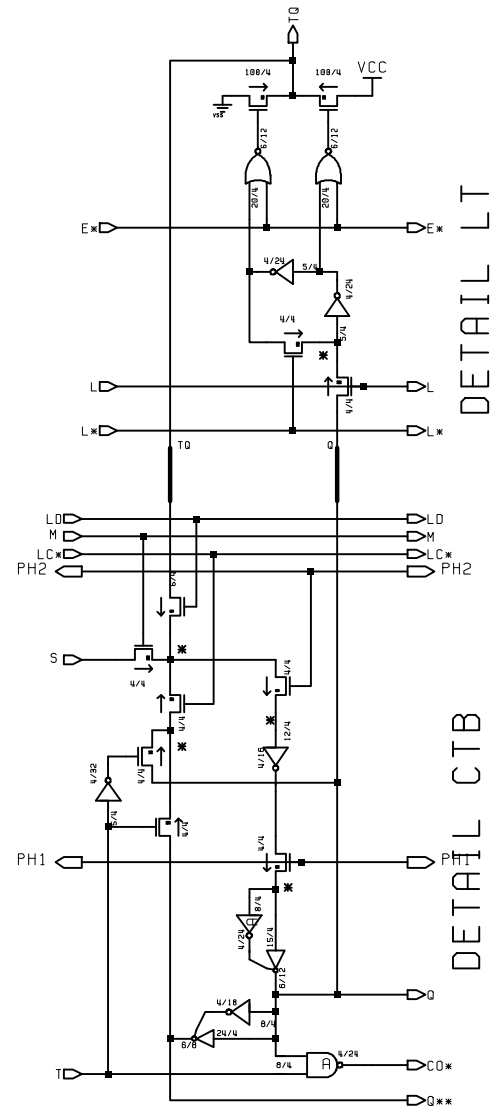 TQ
100/4
100/4
VCC
VSS
6/12
6/12
20/4
20/4
E*
E*
4/24
5/4
4/24
5/4
4/4
*
L
L
4/4
L*
L*
DETAIL LT
TQ
Q
LD
LD
M
M
LC*
LC*
PH2
PH2
6/4
S
*
4/4
4/4
4/4
*
12/4
*
4/16
4/32
4/4
5/4
4/4
4/4
PH1
PH1
*
8/4
4/24
15/4
6/12
DETAIL CTB
4/18
8/4
24/4
6/8
Q
T
8/4
A
4/24
CO*
Q**